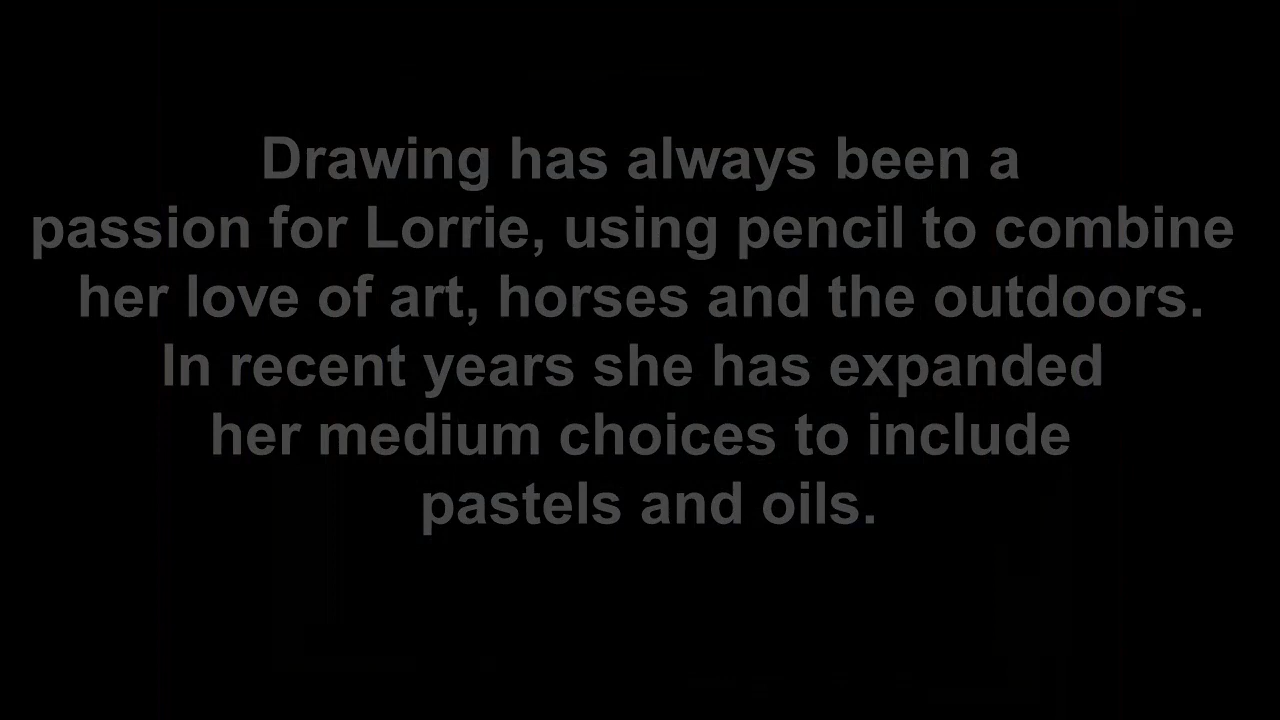 Drawing has always been a
passion for Lorrie, using pencil to combine
her love of art, horses and the outdoors.
In recent years she has expanded
her medium choices to include
pastels and oils.